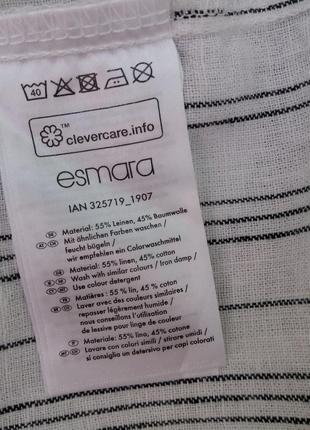 40
™
clevercare.info
esmara
IAN 325719_1907
Material: 55% Leinen, 45% Baumwolle
Mit ähnlichen Farben waschen /
feucht bügeln /
wir empfehlen ein Colorwaschmittel
Material: 55% linen, 45% cotton
Wash with similar colours / Iron damp /
Use colour detergent
Matières : 55% lin, 45 % coton
Laver avec des couleurs similaires /
repasser légèrement humide /
nous conseillons l'utilisation
de lessive pour linge de couleur
Materiale: 55% lino, 45% cotone
Lavare con colori simili / stirare umidi /
si consiglia un detersivo per capi colorati